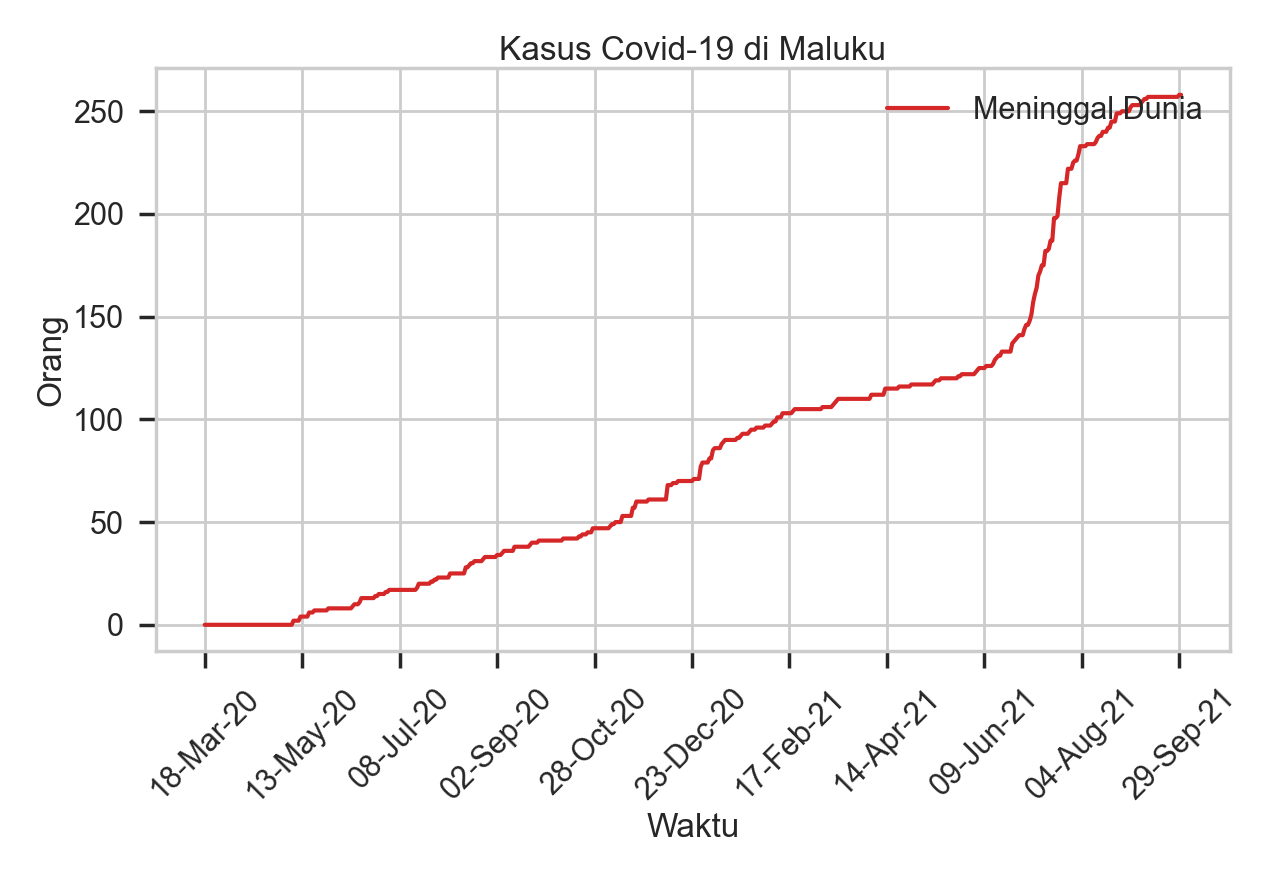 Kasus Covid-19 di Maluku
Meninggal Dunia
Orang
250
200
150
100
50
0
18-Mar-20
13-May-20
08-Jul-20
02-Sep-20
28-Oct-20
23-Dec-20
17-Feb-21
14-Apr-21
09-Jun-21
04-Aug-21
29-Sep-21
Waktu